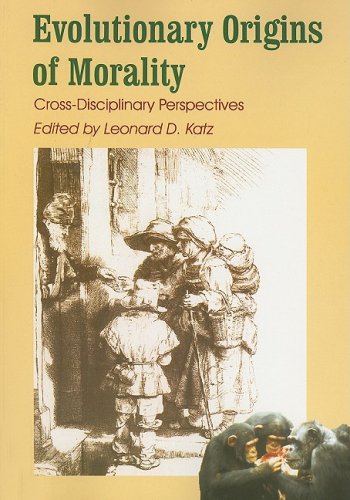 Evolutionary Origins
of Morality
Cross-Disciplinary Perspectives
Edited by Leonard D. Katz